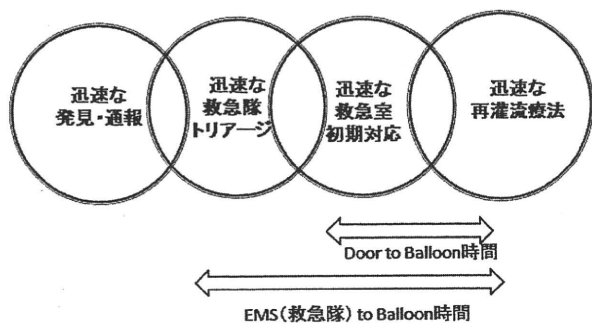 迅速な
発見・通報
迅速な
救急隊
トリアージ
迅速な
救急室
初期対応
迅速な
再灌流療法
Door to Balloon時間
EMS(救急隊) to Balloon時間